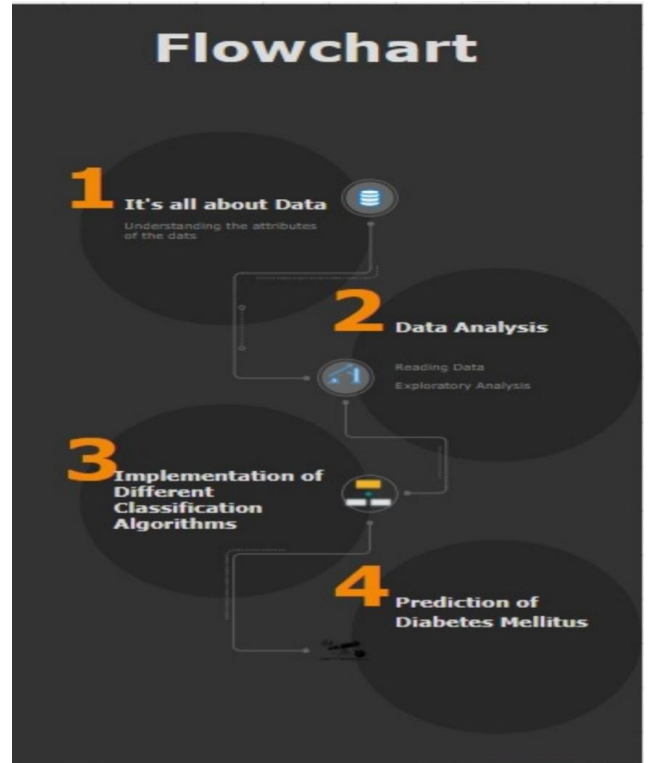 Flowchart
1
It's all about Data
Understanding the attributes
of the dats
2
Data Analysis
Reading Data
Exploratory Analysis
3
Implementation of
Different
Classification
Algorithms
4
Prediction of
Diabetes Mellitus